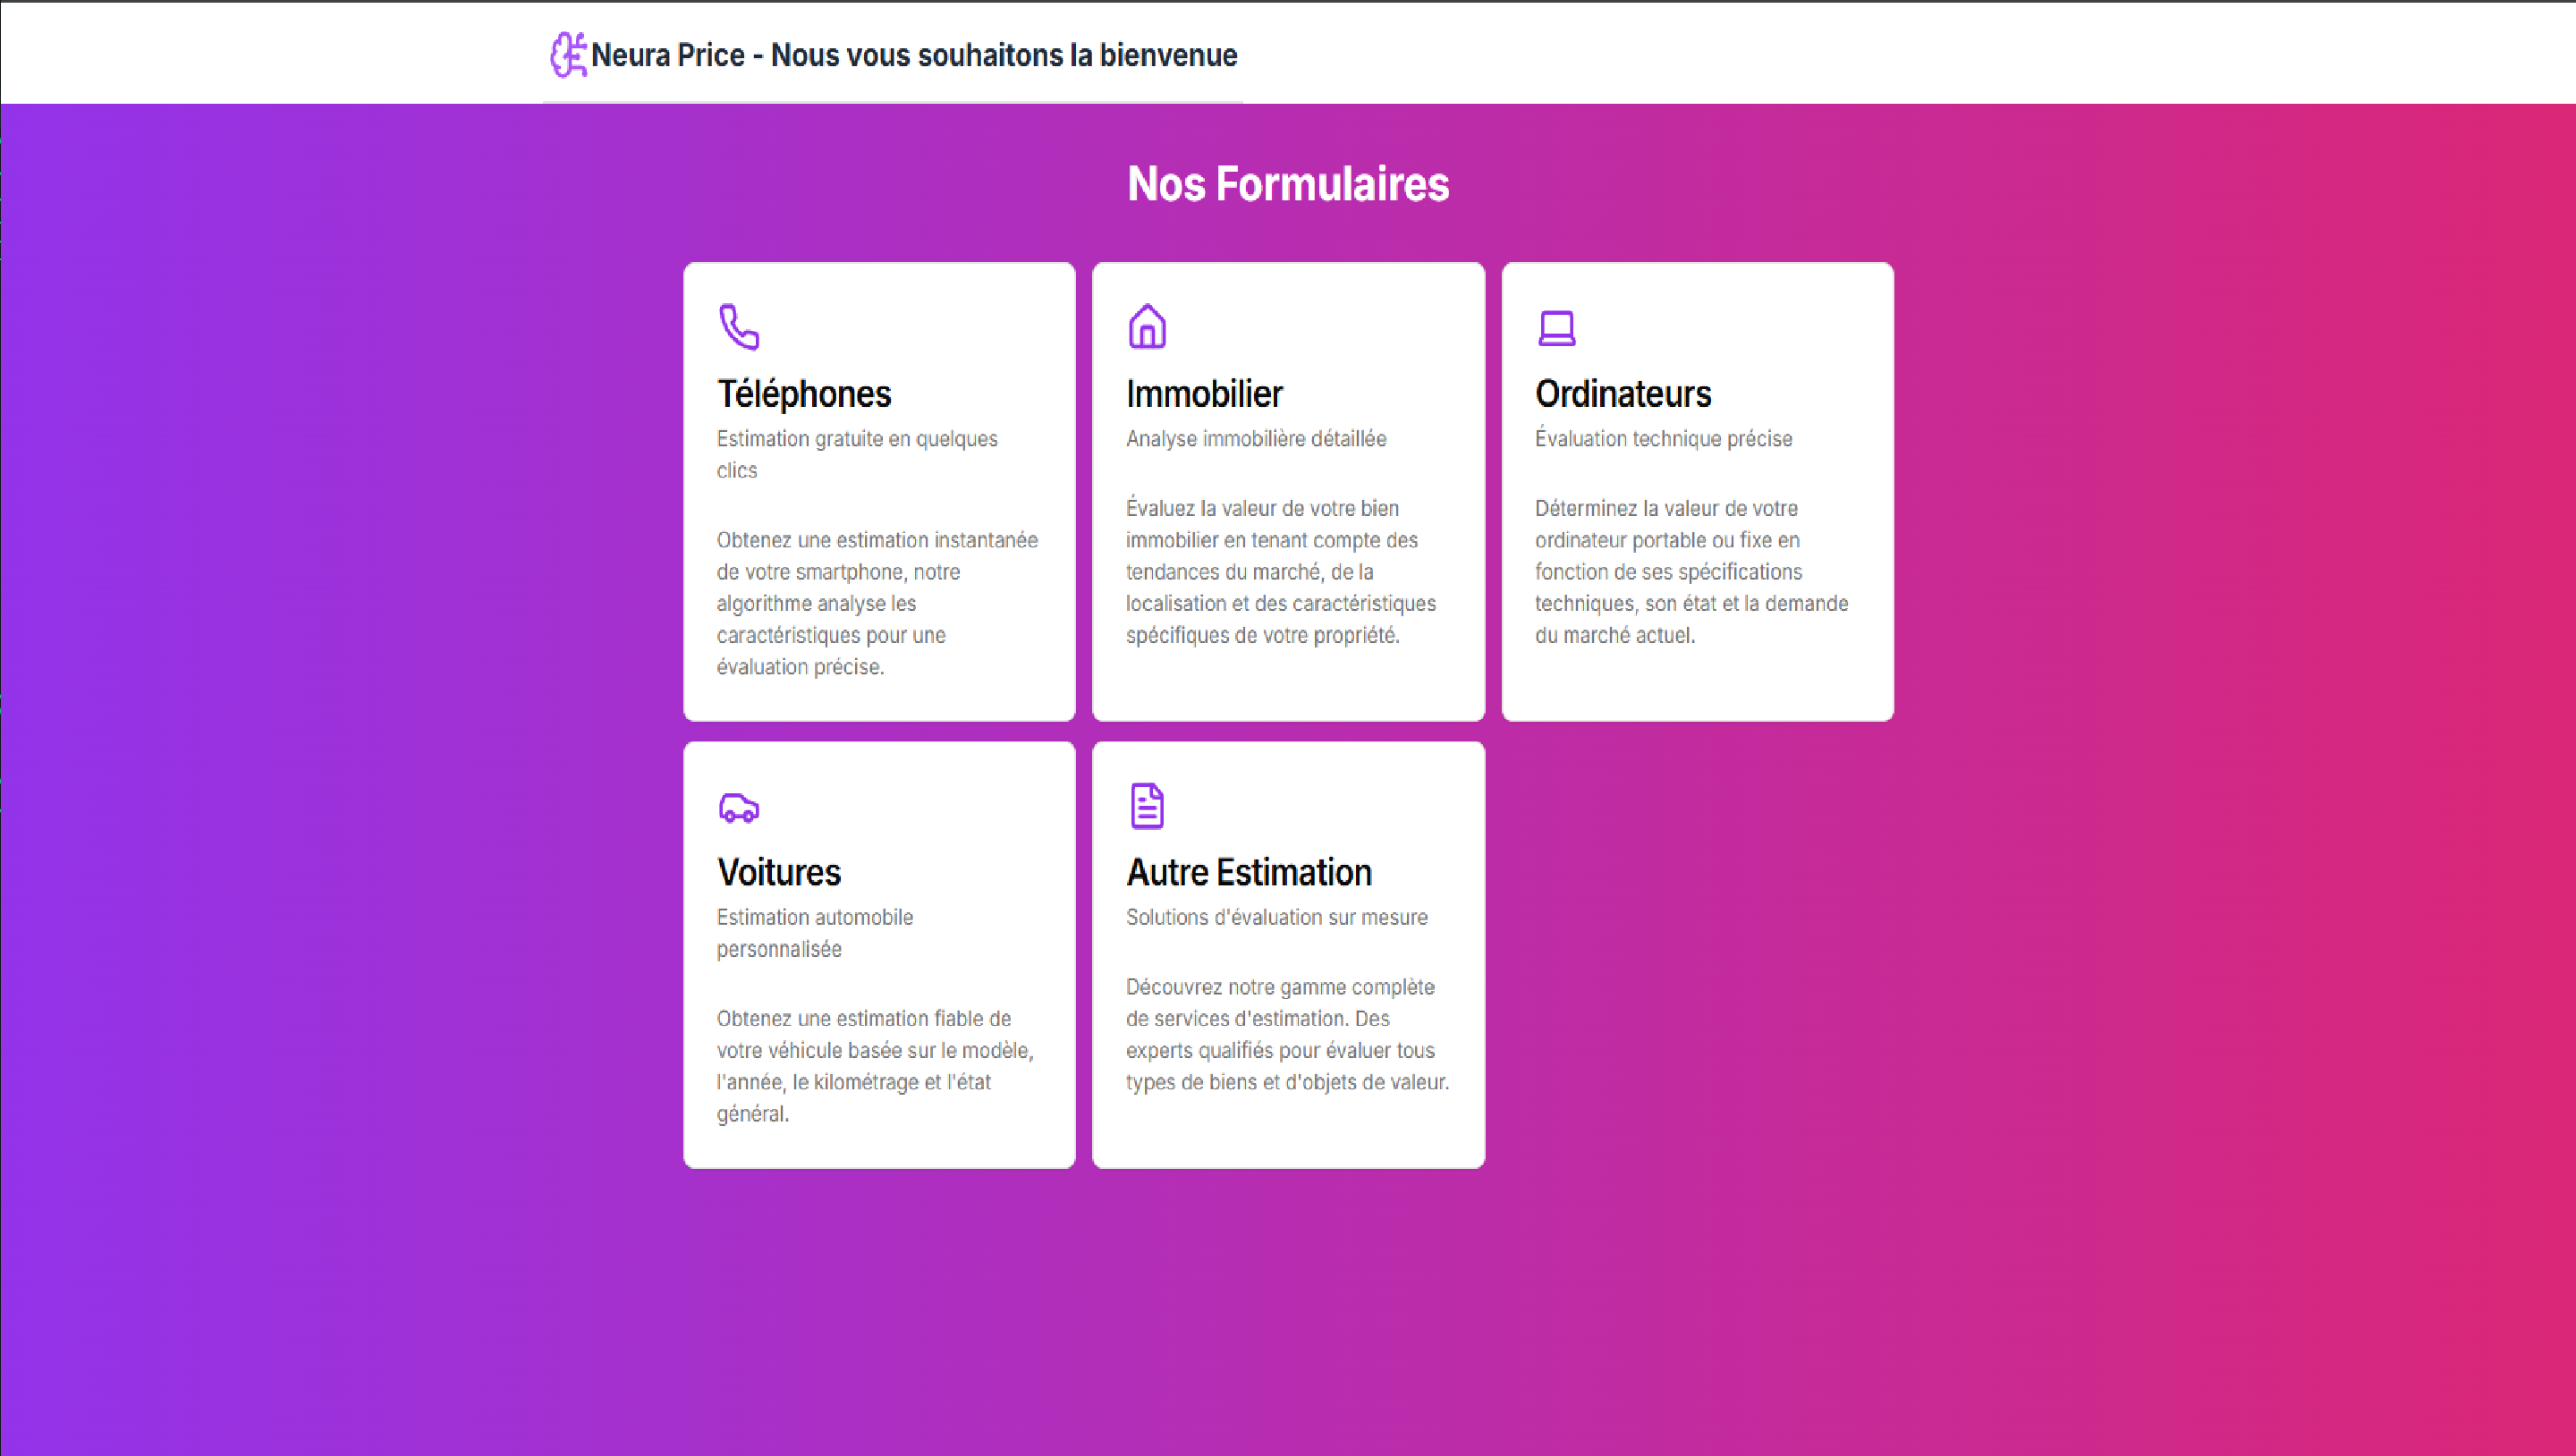 Neura Price - Nous vous souhaitons la bienvenue
Nos Formulaires
Téléphones
Estimation gratuite en quelques
clics
Obtenez une estimation instantanée
de votre smartphone, notre
algorithme analyse les
caractéristiques pour une
évaluation précise.
Immobilier
Analyse immobilière détaillée
Évaluez la valeur de votre bien
immobilier en tenant compte des
tendances du marché, de la
localisation et des caractéristiques
spécifiques de votre propriété.
Ordinateurs
Évaluation technique précise
Déterminez la valeur de votre
ordinateur portable ou fixe en
fonction de ses spécifications
techniques, son état et la demande
du marché actuel.
Voitures
Estimation automobile
personnalisée
Obtenez une estimation fiable de
votre véhicule basée sur le modèle,
l'année, le kilométrage et l'état
général.
Autre Estimation
Solutions d'évaluation sur mesure
Découvrez notre gamme complète
de services d'estimation. Des
experts qualifiés pour évaluer tous
types de biens et d'objets de valeur.